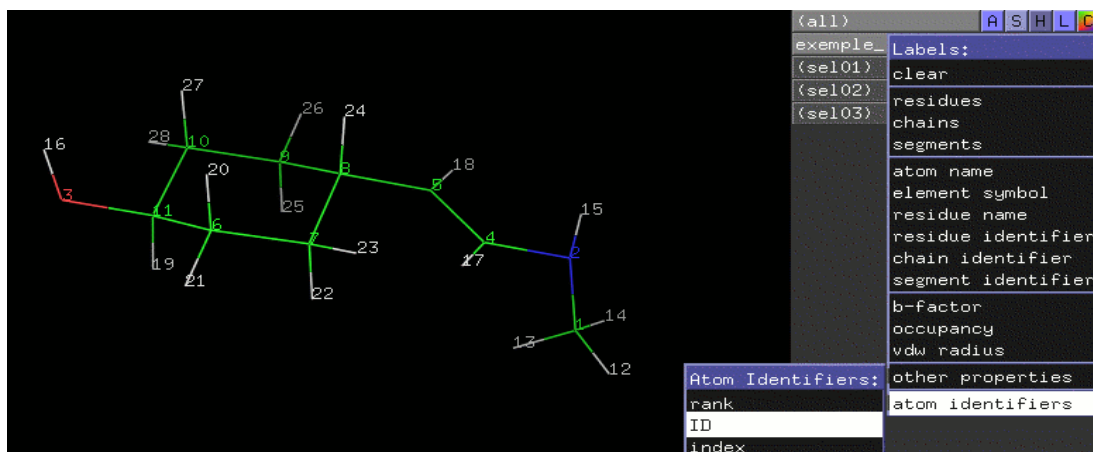 (all)
A S H L C
exemple_
(sel01)
(sel02)
(sel03)
Labels:
clear
residues
chains
segments
atom name
element symbol
residue name
residue identifier
chain identifier
segment identifier
b-factor
occupancy
vdw radius
other properties
atom identifiers
Atom Identifiers:
rank
ID
index
27
26
24
28
10
16
9
20
8
18
3
5
25
15
11
6
7
23
4
17
2
19
21
22
14
1
13
12